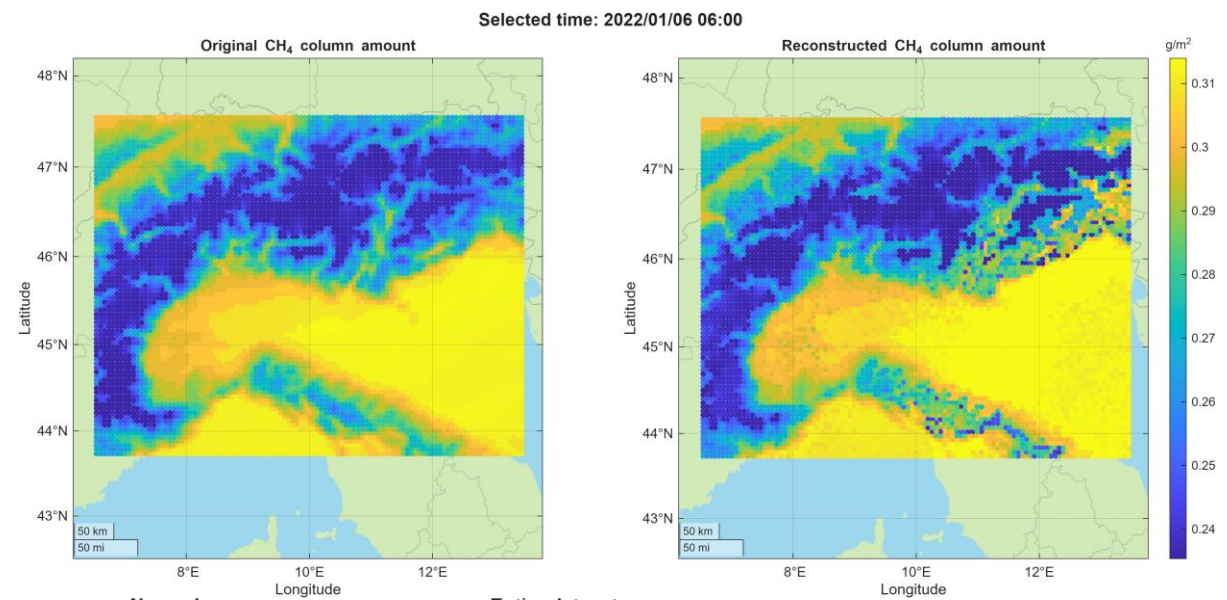 Selected time: 2022/01/06 06:00
Original CH4 column amount
48°N
47°N
46°N
45°N
44°N
43°N
Latitude
50 km
50 mi
8°E 10°E 12°E
Longitude
Reconstructed CH4 column amount
48°N
47°N
46°N
45°N
44°N
43°N
Latitude
50 km
50 mi
8°E 10°E 12°E
Longitude
g/m2
0.31
0.3
0.29
0.28
0.27
0.26
0.25
0.24